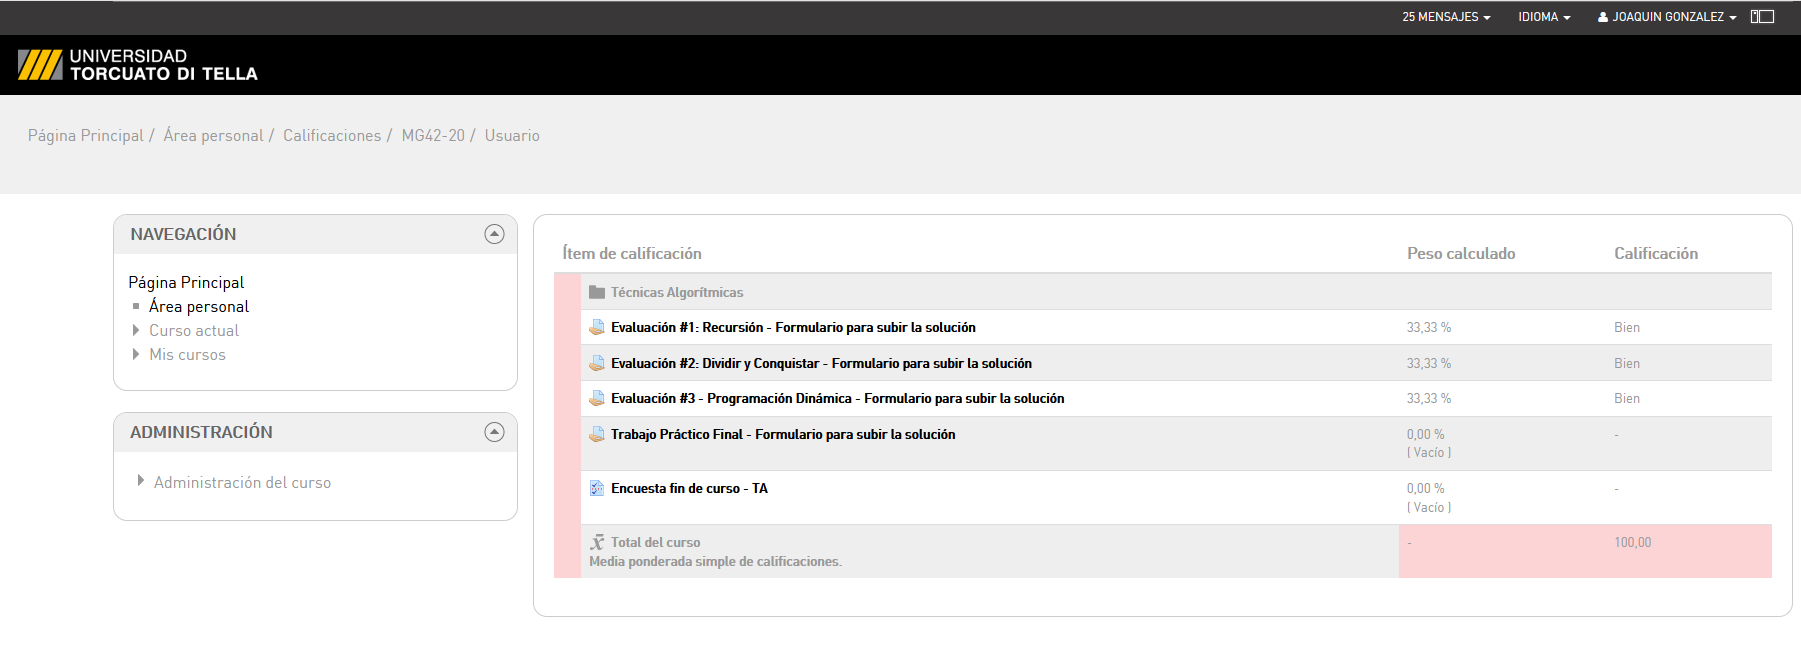 25 MENSAJES IDIOMA JOAQUIN GONZALEZ
UNIVERSIDAD
TORCUATO DI TELLA
Página Principal / Área personal / Calificaciones / MG42-20 / Usuario
NAVEGACIÓN
Página Principal
Área personal
Curso actual
Mis cursos
ADMINISTRACIÓN
Administración del curso
Ítem de calificación Peso calculado Calificación
Técnicas Algorítmicas
Evaluación #1: Recursión - Formulario para subir la solución 33,33 % Bien
Evaluación #2: Dividir y Conquistar - Formulario para subir la solución 33,33 % Bien
Evaluación #3 - Programación Dinámica - Formulario para subir la solución 33,33 % Bien
Trabajo Práctico Final - Formulario para subir la solución 0,00 % -
( Vacío )
Encuesta fin de curso - TA 0,00 % -
( Vacío )
x̄ Total del curso - 100,00
Media ponderada simple de calificaciones.